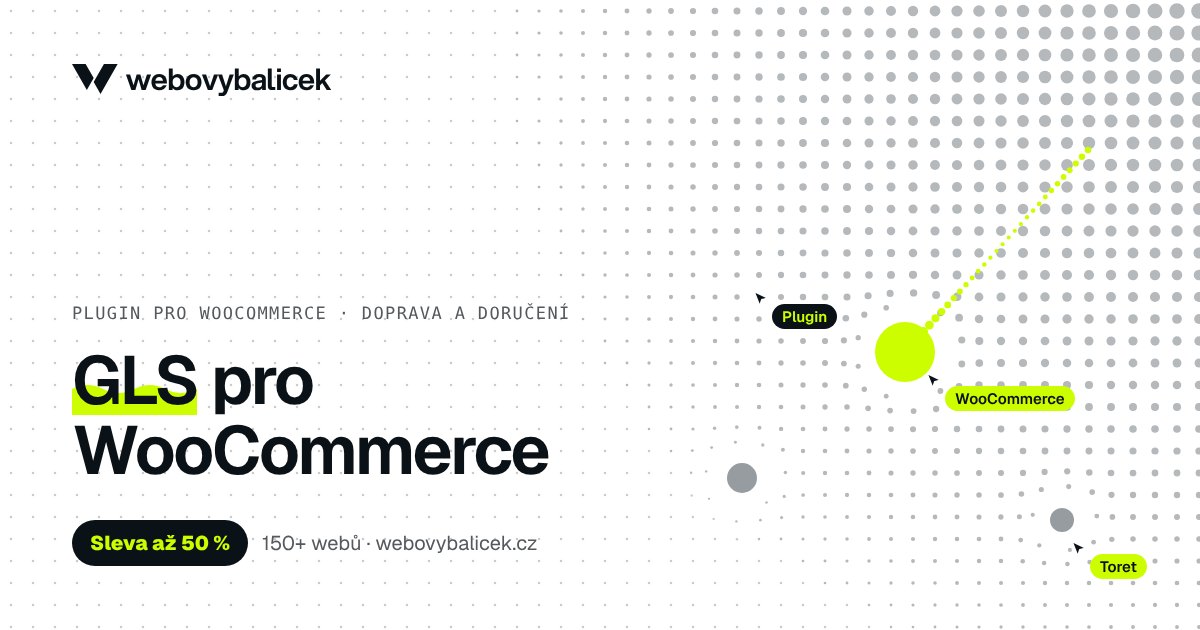 webovybalicek
PLUGIN PRO WOOCOMMERCE · DOPRAVA A DORUČENÍ
GLS pro
WooCommerce
Sleva až 50 %
150+ webů · webovybalicek.cz
Plugin
WooCommerce
Toret